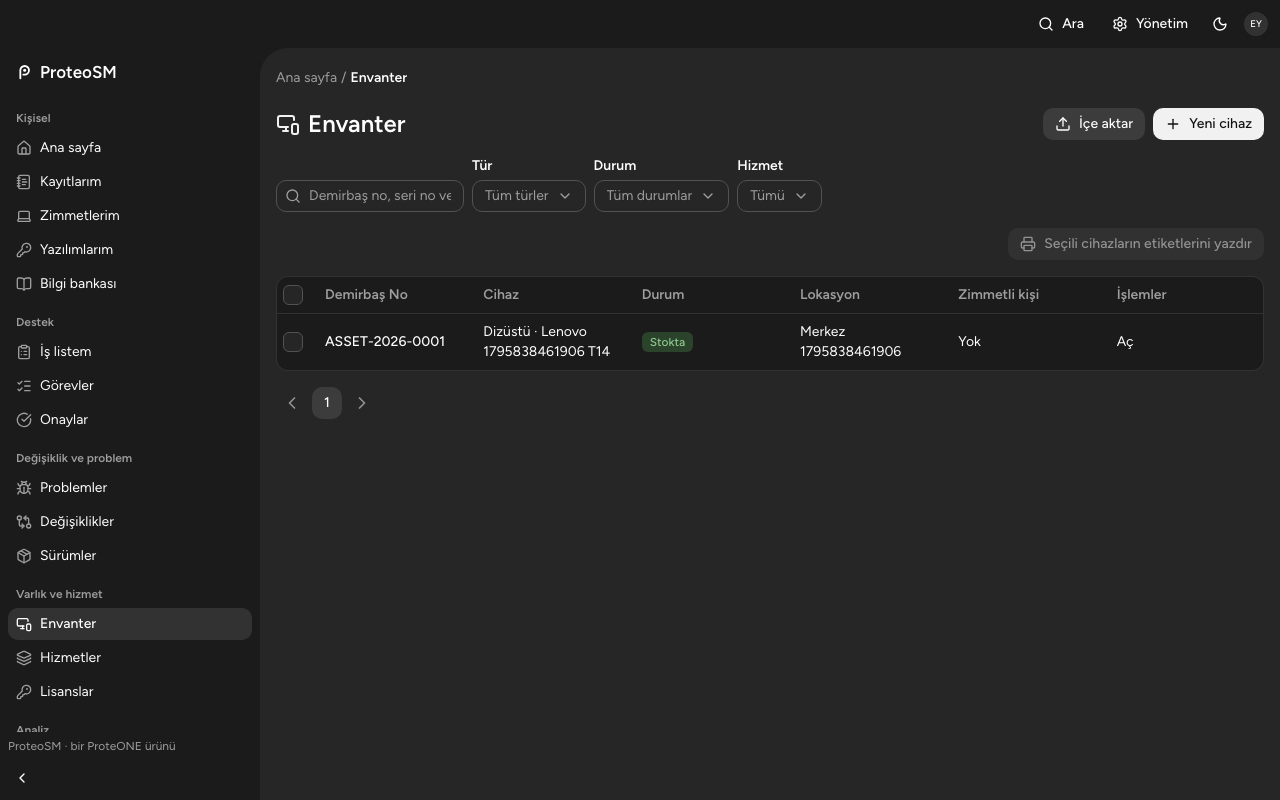 Ara
Yönetim
EY
ProteoSM
Kişisel
Ana sayfa
Kayıtlarım
Zimmetlerim
Yazılımlarım
Bilgi bankası
Destek
İş listem
Görevler
Onaylar
Değişiklik ve problem
Problemler
Değişiklikler
Sürümler
Varlık ve hizmet
Envanter
Hizmetler
Lisanslar
Analiz
ProteoSM · bir ProteONE ürünü
Ana sayfa / Envanter
Envanter
İçe aktar
Yeni cihaz
Tür
Durum
Hizmet
Demirbaş no, seri no ve
Tüm türler
Tüm durumlar
Tümü
Seçili cihazların etiketlerini yazdır
Demirbaş No
Cihaz
Durum
Lokasyon
Zimmetli kişi
İşlemler
ASSET-2026-0001
Dizüstü · Lenovo
1795838461906 T14
Stokta
Merkez
1795838461906
Yok
Aç
1